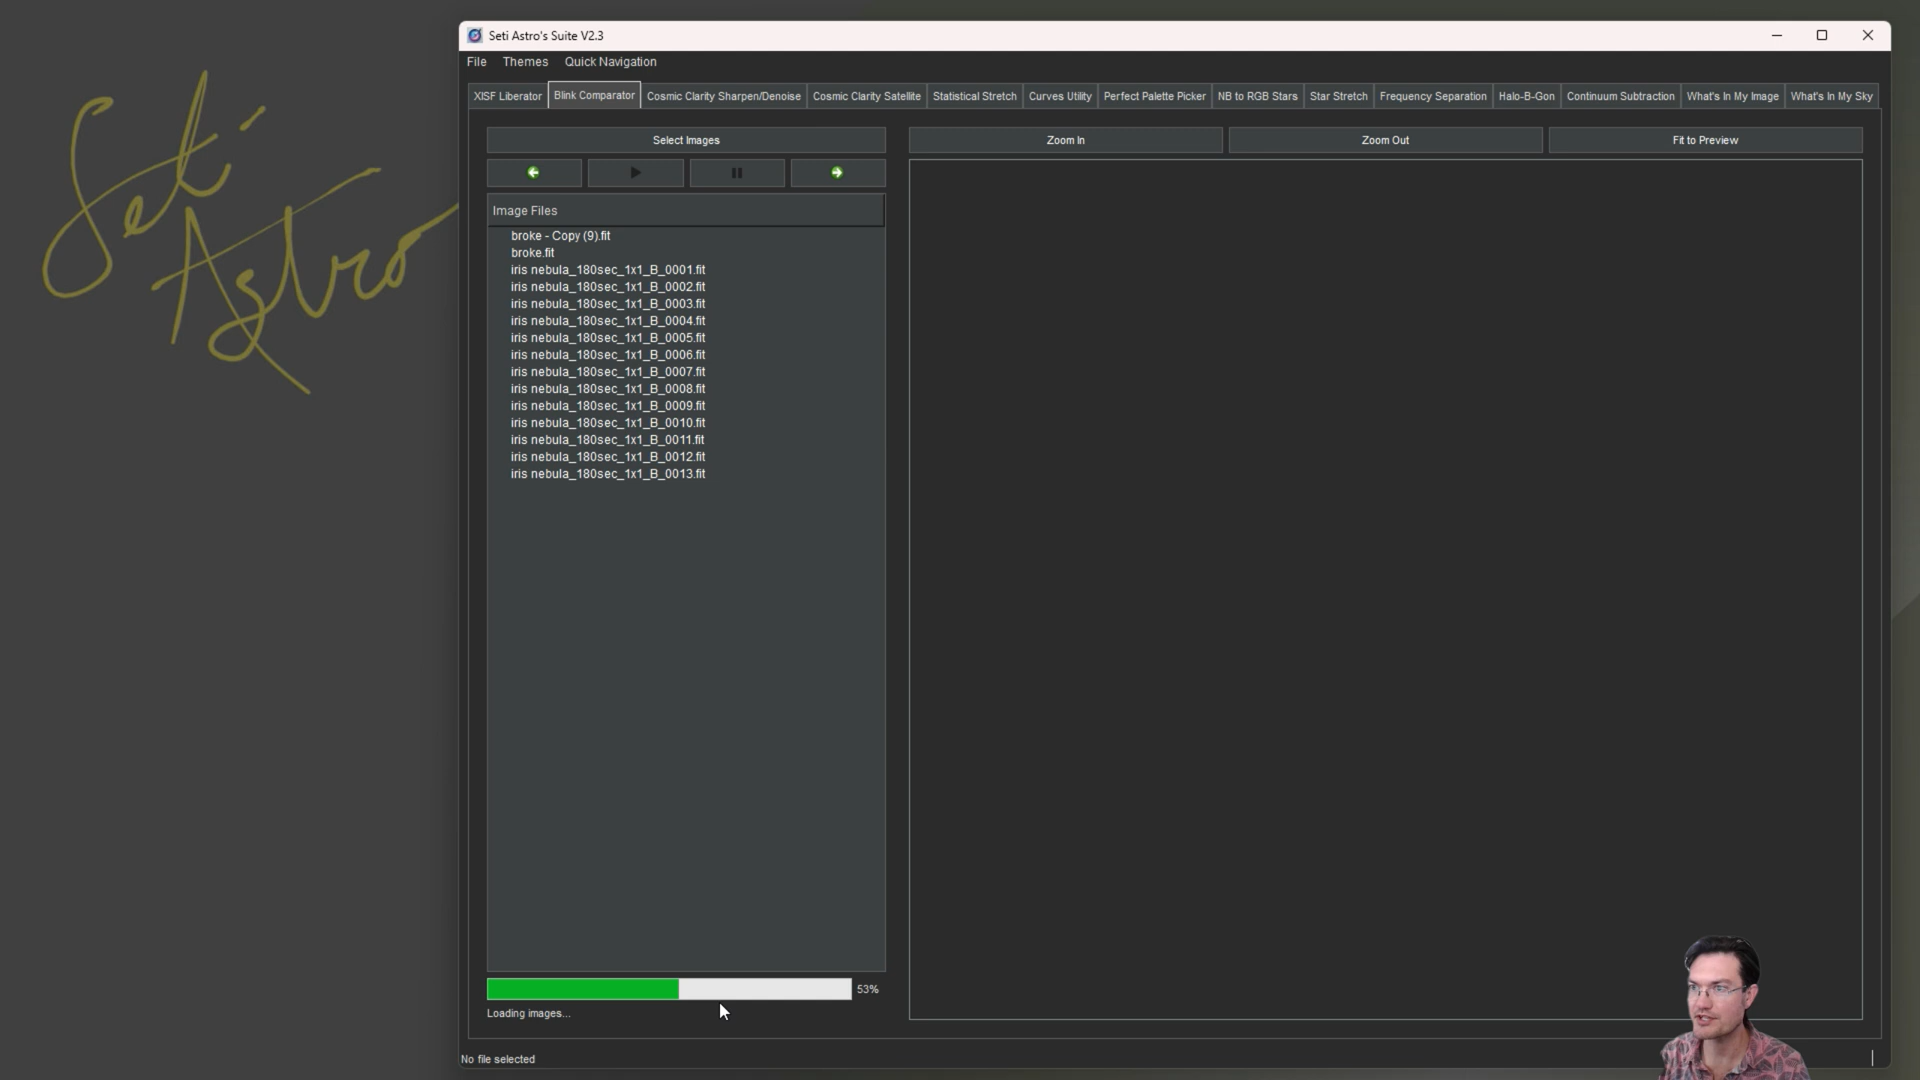 Seti
Astro
Seti Astro's Suite V2.3
File Themes Quick Navigation
XISF Liberator Blink Comparator Cosmic Clarity Sharpen/Denoise Cosmic Clarity Satellite Statistical Stretch Curves Utility Perfect Palette Picker NB to RGB Stars Star Stretch Frequency Separation Halo-B-Gon Continuum Subtraction What's In My Image What's In My Sky
Select Images
Zoom In Zoom Out Fit to Preview
Image Files
broke - Copy (9).fit
broke.fit
iris nebula_180sec_1x1_B_0001.fit
iris nebula_180sec_1x1_B_0002.fit
iris nebula_180sec_1x1_B_0003.fit
iris nebula_180sec_1x1_B_0004.fit
iris nebula_180sec_1x1_B_0005.fit
iris nebula_180sec_1x1_B_0006.fit
iris nebula_180sec_1x1_B_0007.fit
iris nebula_180sec_1x1_B_0008.fit
iris nebula_180sec_1x1_B_0009.fit
iris nebula_180sec_1x1_B_0010.fit
iris nebula_180sec_1x1_B_0011.fit
iris nebula_180sec_1x1_B_0012.fit
iris nebula_180sec_1x1_B_0013.fit
53%
Loading images...
No file selected